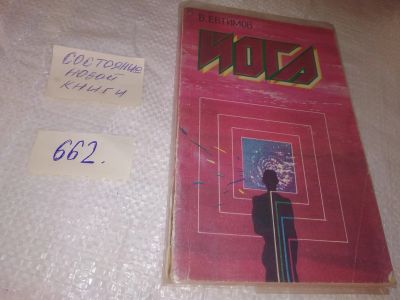 СОСТОЯНИЕ
НОВОЙ
КНИГИ
662.
В. ЕВТИМОВ
ЙОГА